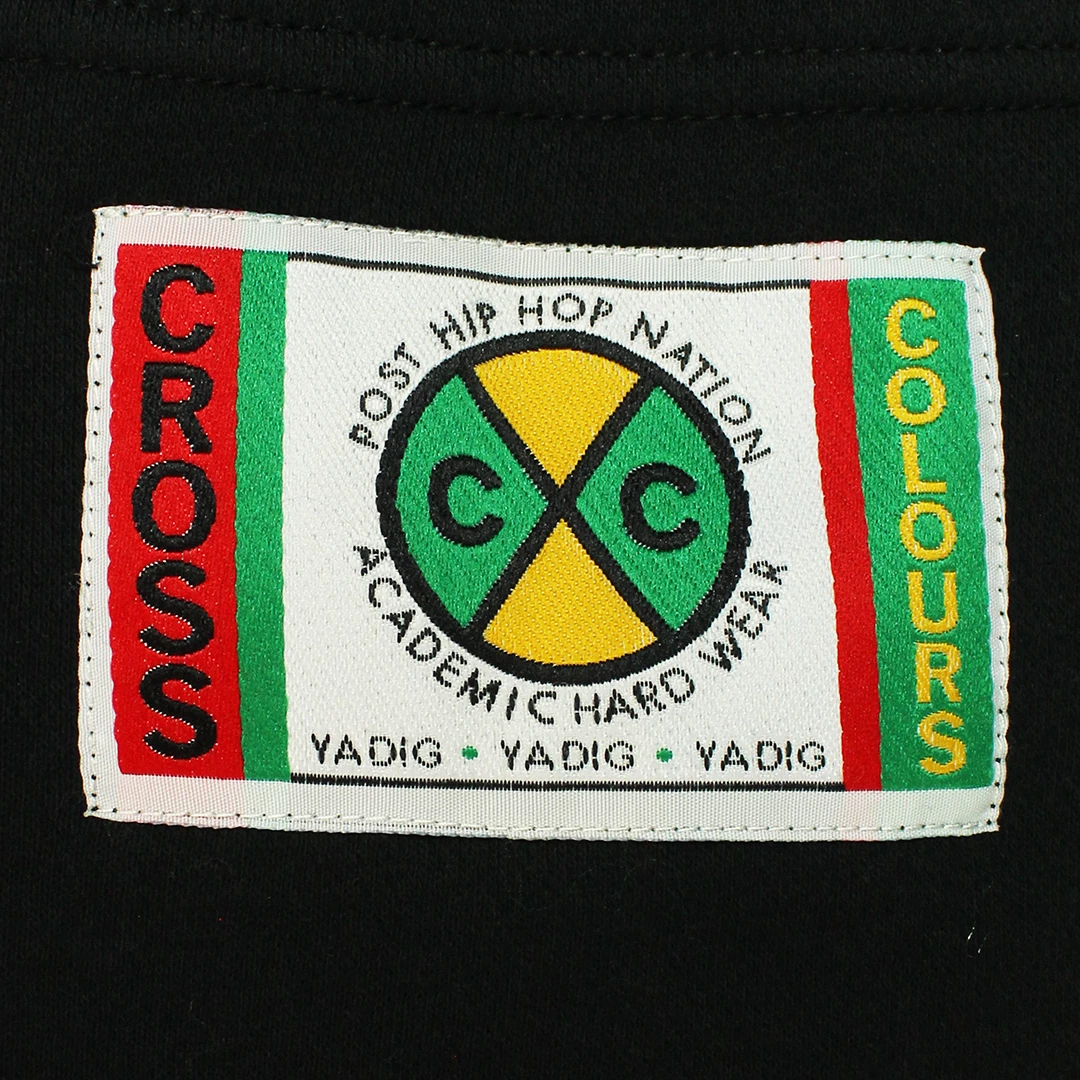 CROSS
POST HIP HOP NATION
C C
ACADEMIC HARD WEAR
YADIG • YADIG • YADIG
COLOURS